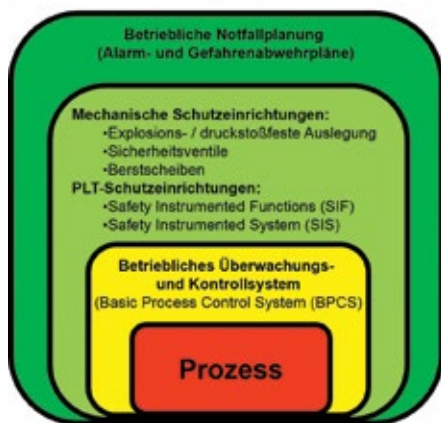 Betriebliche Notfallplanung
(Alarm- und Gefahrenabwehrpläne)
Mechanische Schutzeinrichtungen:
•Explosions- / druckstoßfeste Auslegung
•Sicherheitsventile
•Berstscheiben
PLT-Schutzeinrichtungen:
•Safety Instrumented Functions (SIF)
•Safety Instrumented System (SIS)
Betriebliches Überwachungs-
und Kontrollsystem
(Basic Process Control System (BPCS)
Prozess